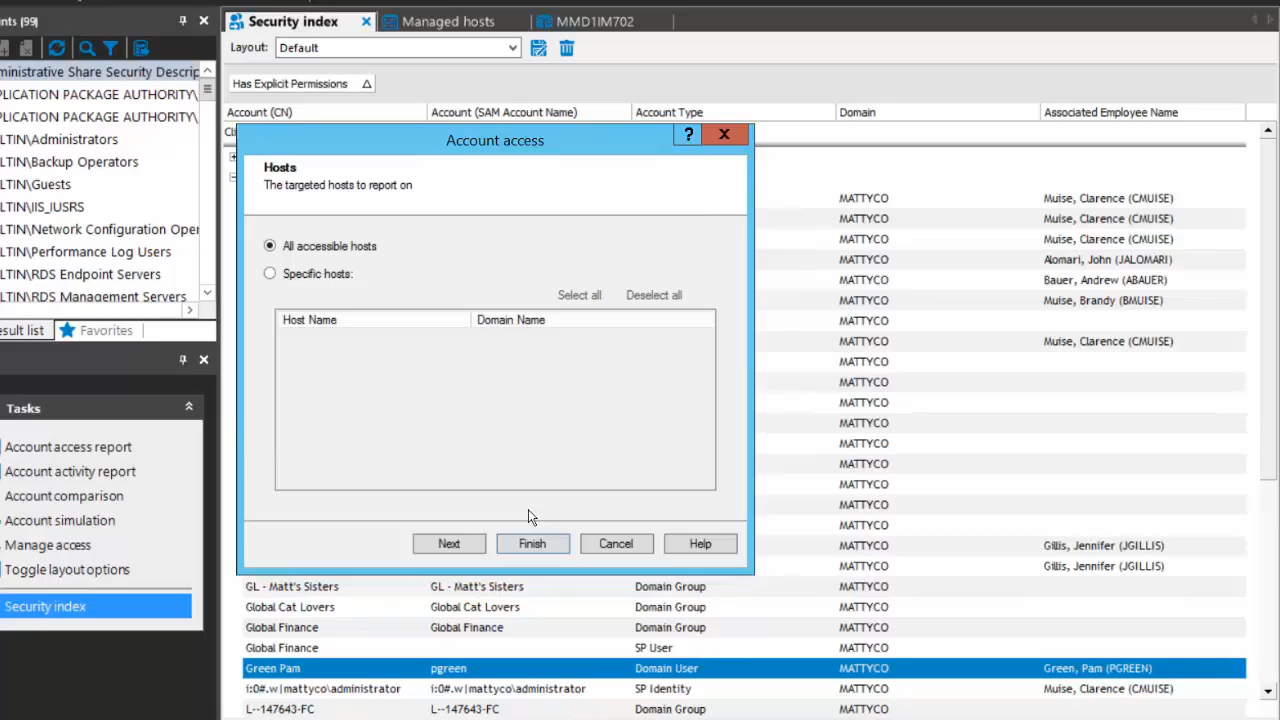 nts (99)
ministrative Share Security Descrip
PLICATION PACKAGE AUTHORITY\
PLICATION PACKAGE AUTHORITY\
LTIN\Administrators
LTIN\Backup Operators
LTIN\Guests
LTIN\IIS_IUSRS
LTIN\Network Configuration Oper
LTIN\Performance Log Users
LTIN\RDS Endpoint Servers
LTIN\RDS Management Servers
esult list
Favorites
Tasks
Account access report
Account activity report
Account comparison
Account simulation
Manage access
Toggle layout options
Security index
Security index
Managed hosts
MMD1IM702
Layout: Default
Has Explicit Permissions
Account (CN) Account (SAM Account Name) Account Type Domain Associated Employee Name
Cli
Account access
?
X
Hosts
The targeted hosts to report on
All accessible hosts
Specific hosts:
Select all Deselect all
Host Name Domain Name
Next Finish Cancel Help
MATTYCO Muise, Clarence (CMUISE)
MATTYCO Muise, Clarence (CMUISE)
MATTYCO Muise, Clarence (CMUISE)
MATTYCO Alomari, John (JALOMARI)
MATTYCO Bauer, Andrew (ABAUER)
MATTYCO Muise, Brandy (BMUISE)
MATTYCO
MATTYCO Muise, Clarence (CMUISE)
MATTYCO
MATTYCO
MATTYCO
MATTYCO
MATTYCO
MATTYCO
MATTYCO
MATTYCO
MATTYCO
MATTYCO Gillis, Jennifer (JGILLIS)
MATTYCO Gillis, Jennifer (JGILLIS)
GL - Matt's Sisters GL - Matt's Sisters Domain Group MATTYCO
Global Cat Lovers Global Cat Lovers Domain Group MATTYCO
Global Finance Global Finance Domain Group MATTYCO
Global Finance SP User MATTYCO
Green Pam pgreen Domain User MATTYCO Green, Pam (PGREEN)
i:0#.w|mattyco\administrator i:0#.w|mattyco\administrator SP Identity MATTYCO Muise, Clarence (CMUISE)
L--147643-FC L--147643-FC Domain Group MATTYCO